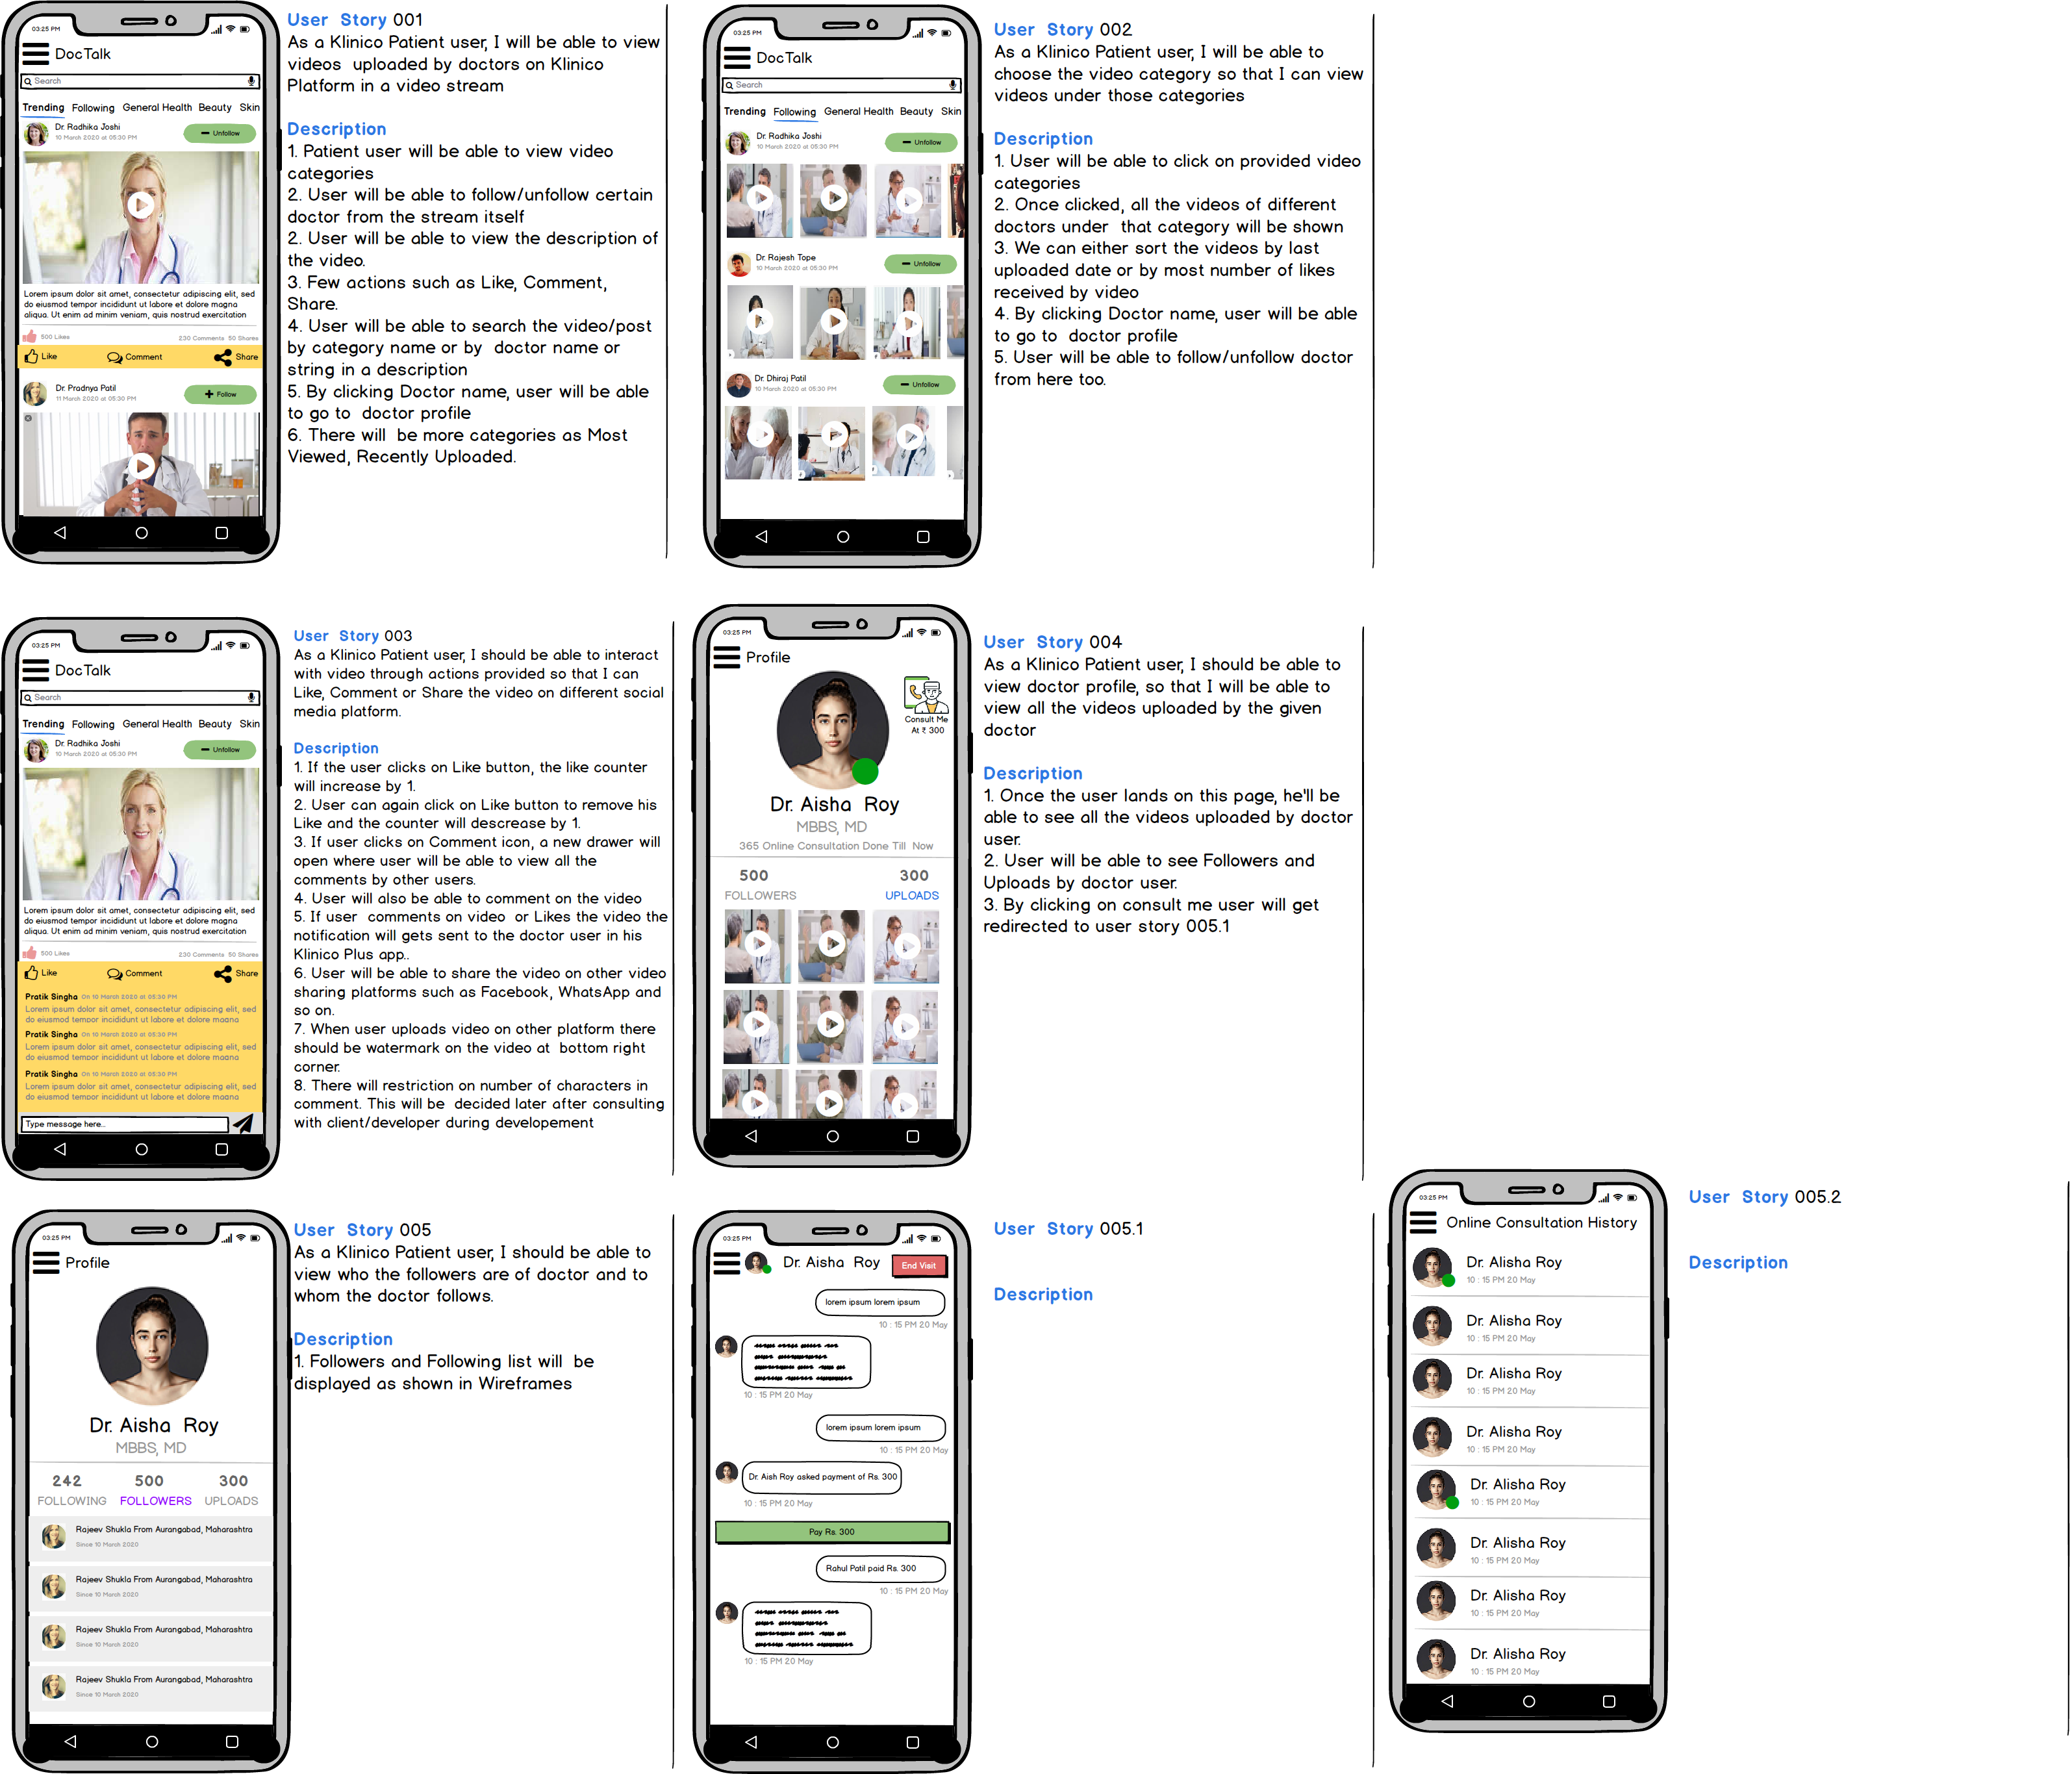 03:25 PM
DocTalk
Search
Trending Following General Health Beauty Skin
Dr. Radhika Joshi
10 March 2020 at 05:30 PM
Unfollow
Lorem ipsum dolor sit amet, consectetur adipiscing elit, sed
do eiusmod tempor incididunt ut labore et dolore magna
aliqua. Ut enim ad minim veniam, quis nostrud exercitation
500 Likes
230 Comments 50 Shares
Like Comment Share
Dr. Pradnya Patil
11 March 2020 at 05:30 PM
Follow
User Story 001
As a Klinico Patient user, I will be able to view
videos uploaded by doctors on Klinico
Platform in a video stream
Description
1. Patient user will be able to view video
categories
2. User will be able to follow/unfollow certain
doctor from the stream itself
2. User will be able to view the description of
the video.
3. Few actions such as Like, Comment,
Share.
4. User will be able to search the video/post
by category name or by doctor name or
string in a description
5. By clicking Doctor name, user will be able
to go to doctor profile
6. There will be more categories as Most
Viewed, Recently Uploaded.
03:25 PM
DocTalk
Search
Trending Following General Health Beauty Skin
Dr. Radhika Joshi
10 March 2020 at 05:30 PM
Unfollow
Dr. Rajesh Tope
10 March 2020 at 05:30 PM
Unfollow
Dr. Dhiraj Patil
10 March 2020 at 05:30 PM
Unfollow
User Story 002
As a Klinico Patient user, I will be able to
choose the video category so that I can view
videos under those categories
Description
1. User will be able to click on provided video
categories
2. Once clicked, all the videos of different
doctors under that category will be shown
3. We can either sort the videos by last
uploaded date or by most number of likes
received by video
4. By clicking Doctor name, user will be able
to go to doctor profile
5. User will be able to follow/unfollow doctor
from here too.
03:25 PM
DocTalk
Search
Trending Following General Health Beauty Skin
Dr. Radhika Joshi
10 March 2020 at 05:30 PM
Unfollow
Lorem ipsum dolor sit amet, consectetur adipiscing elit, sed
do eiusmod tempor incididunt ut labore et dolore magna
aliqua. Ut enim ad minim veniam, quis nostrud exercitation
500 Likes
230 Comments 50 Shares
Like Comment Share
Pratik Singha On 10 March 2020 at 05:30 PM
Lorem ipsum dolor sit amet, consectetur adipiscing elit, sed
do eiusmod tempor incididunt ut labore et dolore magna
Pratik Singha On 10 March 2020 at 05:30 PM
Lorem ipsum dolor sit amet, consectetur adipiscing elit, sed
do eiusmod tempor incididunt ut labore et dolore magna
Pratik Singha On 10 March 2020 at 05:30 PM
Lorem ipsum dolor sit amet, consectetur adipiscing elit, sed
do eiusmod tempor incididunt ut labore et dolore magna
Type message here...
User Story 003
As a Klinico Patient user, I should be able to interact
with video through actions provided so that I can
Like, Comment or Share the video on different social
media platform.
Description
1. If the user clicks on Like button, the like counter
will increase by 1.
2. User can again click on Like button to remove his
Like and the counter will descrease by 1.
3. If user clicks on Comment icon, a new drawer will
open where user will be able to view all the
comments by other users.
4. User will also be able to comment on the video
5. If user comments on video or Likes the video the
notification will gets sent to the doctor user in his
Klinico Plus app..
6. User will be able to share the video on other video
sharing platforms such as Facebook, WhatsApp and
so on.
7. When user uploads video on other platform there
should be watermark on the video at bottom right
corner.
8. There will restriction on number of characters in
comment. This will be decided later after consulting
with client/developer during developement
03:25 PM
Profile
Consult Me
At ₹ 300
Dr. Aisha Roy
MBBS, MD
365 Online Consultation Done Till Now
500 300
FOLLOWERS UPLOADS
User Story 004
As a Klinico Patient user, I should be able to
view doctor profile, so that I will be able to
view all the videos uploaded by the given
doctor
Description
1. Once the user lands on this page, he'll be
able to see all the videos uploaded by doctor
user.
2. User will be able to see Followers and
Uploads by doctor user.
3. By clicking on consult me user will get
redirected to user story 005.1
03:25 PM
Profile
Dr. Aisha Roy
MBBS, MD
242 500 300
FOLLOWING FOLLOWERS UPLOADS
Rajeev Shukla From Aurangabad, Maharashtra
Since 10 March 2020
Rajeev Shukla From Aurangabad, Maharashtra
Since 10 March 2020
Rajeev Shukla From Aurangabad, Maharashtra
Since 10 March 2020
Rajeev Shukla From Aurangabad, Maharashtra
Since 10 March 2020
User Story 005
As a Klinico Patient user, I should be able to
view who the followers are of doctor and to
whom the doctor follows.
Description
1. Followers and Following list will be
displayed as shown in Wireframes
03:25 PM
Dr. Aisha Roy
End Visit
lorem ipsum lorem ipsum
10 : 15 PM 20 May
10 : 15 PM 20 May
lorem ipsum lorem ipsum
10 : 15 PM 20 May
Dr. Aish Roy asked payment of Rs. 300
10 : 15 PM 20 May
Pay Rs. 300
Rahul Patil paid Rs. 300
10 : 15 PM 20 May
10 : 15 PM 20 May
User Story 005.1
Description
03:25 PM
Online Consultation History
Dr. Alisha Roy
10 : 15 PM 20 May
Dr. Alisha Roy
10 : 15 PM 20 May
Dr. Alisha Roy
10 : 15 PM 20 May
Dr. Alisha Roy
10 : 15 PM 20 May
Dr. Alisha Roy
10 : 15 PM 20 May
Dr. Alisha Roy
10 : 15 PM 20 May
Dr. Alisha Roy
10 : 15 PM 20 May
Dr. Alisha Roy
10 : 15 PM 20 May
User Story 005.2
Description